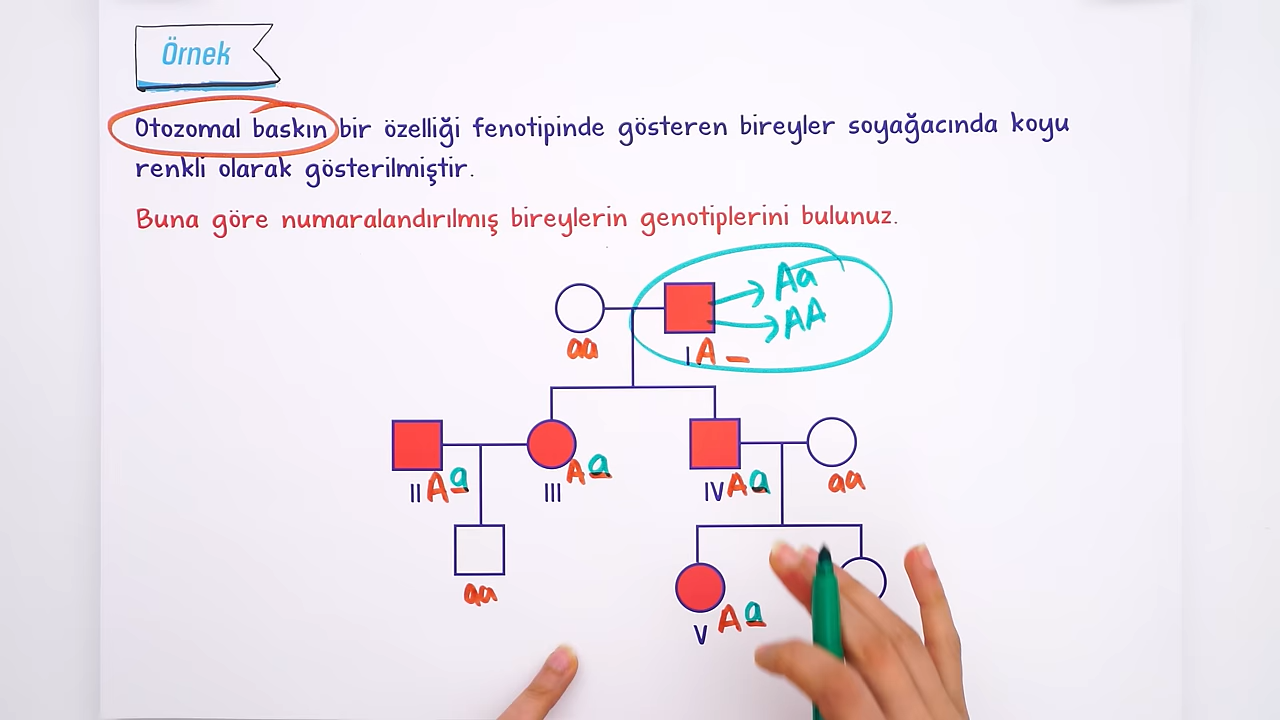 Örnek
Otozomal baskın bir özelliği fenotipinde gösteren bireyler soyağacında koyu
renkli olarak gösterilmiştir.
Buna göre numaralandırılmış bireylerin genotiplerini bulunuz.
Aa
AA
aa
I A _
II Aa
III Aa
IV Aa
aa
aa
V Aa